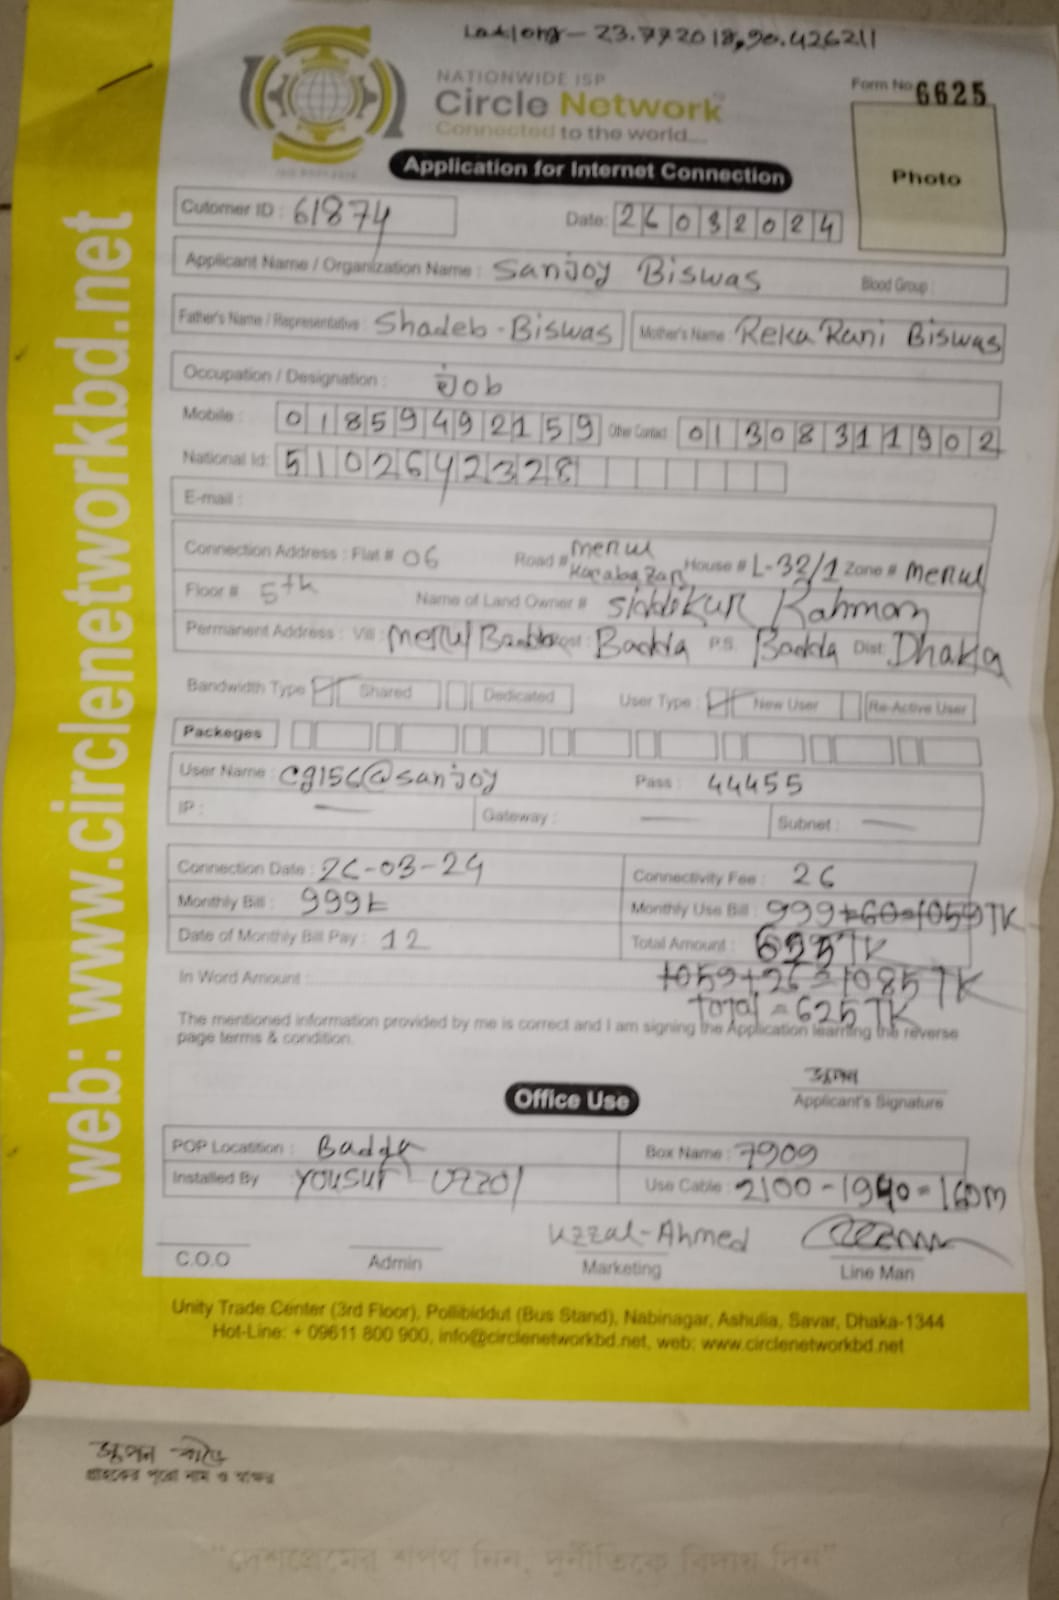 Lad/ong - 23.772018,90.426211
NATIONWIDE ISP
Circle Network
Connected to the world....
Form No 6625
Application for Internet Connection
Photo
Cutomer ID : 61874
Date: 26032024
Applicant Name / Organization Name : Sanjoy Biswas Blood Group :
Father's Name / Representative : Shadeb - Biswas Mother's Name : Reka Rani Biswas
Occupation / Designation : Job
Mobile : 01859492159 Other Contact 01308311902
National Id: 5102642328
E-mail :
Connection Address : Flat # 06 Road # merul House # L-32/1 Zone # merul
Floor # 5th Name of Land Owner # Siddikur Rahman
Permanent Address : Vill : Merul Badda P.S. Badda Dist: Dhaka
Bandwidth Type Shared Dedicated User Type : New User Re-Active User
Packeges
User Name : cg156@sanjoy Pass : 44455
IP : — Gateway : — Subnet : —
Connection Date : 26-03-24 Connectivity Fee : 26
Monthly Bill : 999t Monthly Use Bill : 999+60=1059TK
Date of Monthly Bill Pay : 12 Total Amount : 625TK
In Word Amount : 1059+26=1085TK
Total = 625TK
The mentioned information provided by me is correct and I am signing the Application learning the reverse
page terms & condition.
Applicant's Signature
Office Use
POP Locatition : Badda Box Name : 7909
Installed By Yousuf Uzzol Use Cable : 2100-1940=160m
Uzzal-Ahmed
C.O.O Admin Marketing Line Man
Unity Trade Center (3rd Floor), Pollibiddut (Bus Stand), Nabinagar, Ashulia, Savar, Dhaka-1344
Hot-Line: + 09611 800 900, info@circlenetworkbd.net, web: www.circlenetworkbd.net
web: www.circlenetworkbd.net
গ্রাহকের পুরো নাম ও স্বাক্ষর
“দেশপ্রেমের শপথ নিন, দুর্নীতিকে বিদায় দিন”